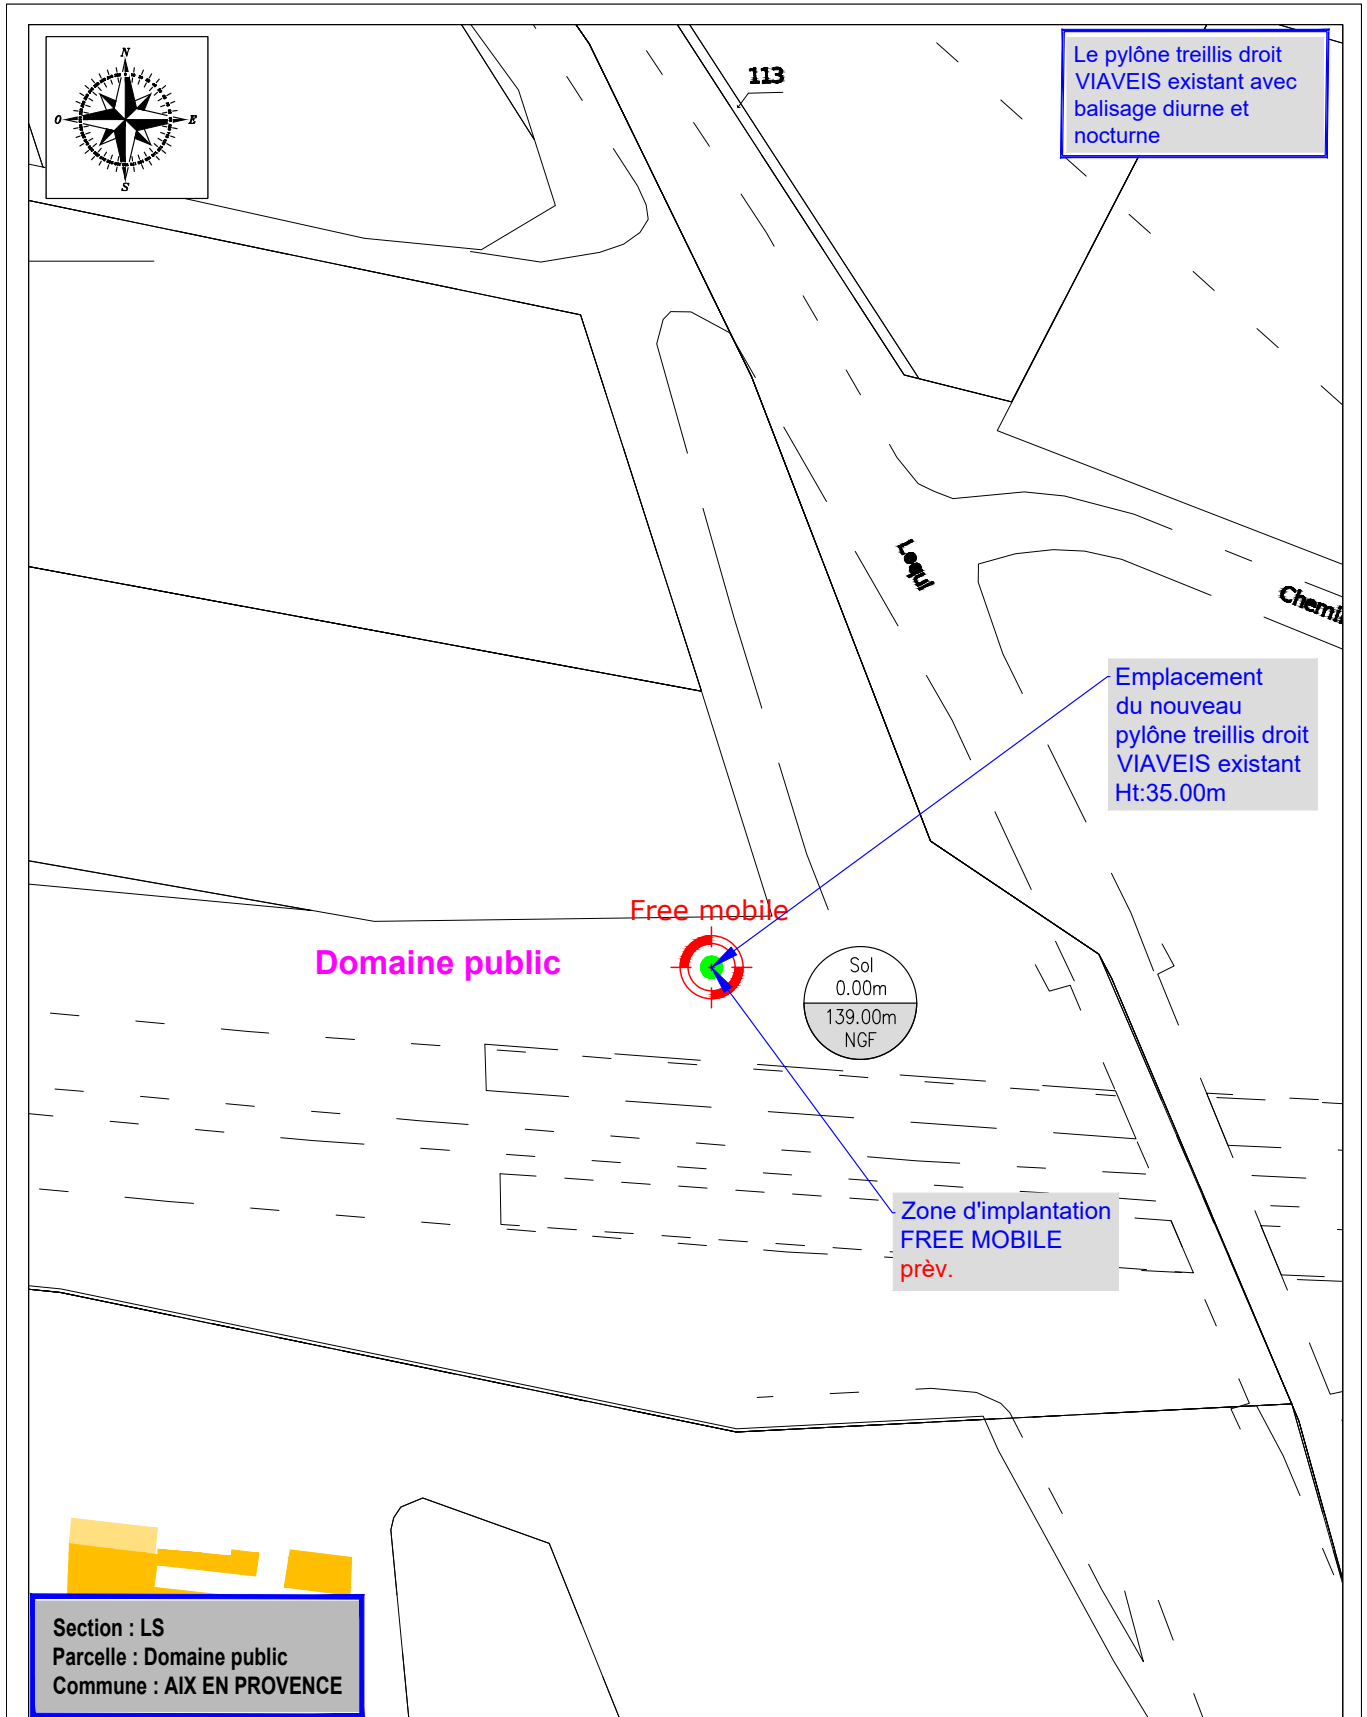 N
O
E
S
113
Le pylône treillis droit
VIAVEIS existant avec
balisage diurne et
nocturne
Chemi
Emplacement
du nouveau
pylône treillis droit
VIAVEIS existant
Ht:35.00m
Free mobile
Domaine public
Sol
0.00m
139.00m
NGF
Zone d'implantation
FREE MOBILE
prèv.
Section : LS
Parcelle : Domaine public
Commune : AIX EN PROVENCE